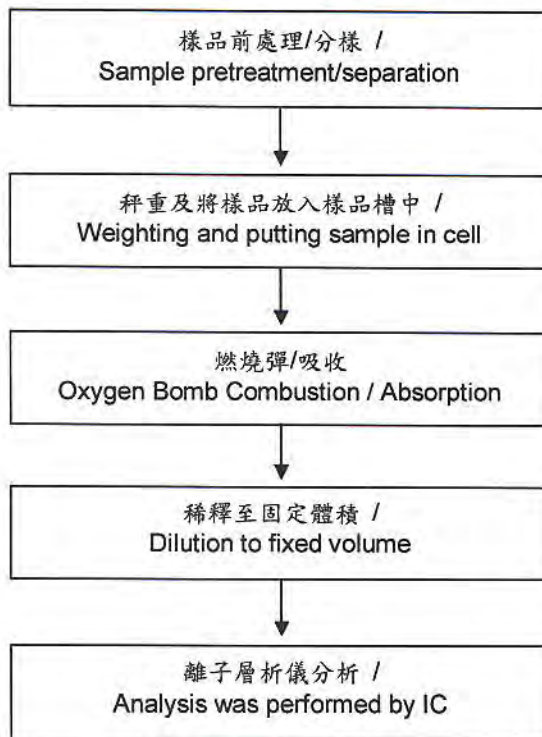 樣品前處理/分樣 /
Sample pretreatment/separation
秤重及將樣品放入樣品槽中 /
Weighting and putting sample in cell
燃燒彈/吸收
Oxygen Bomb Combustion / Absorption
稀釋至固定體積 /
Dilution to fixed volume
離子層析儀分析 /
Analysis was performed by IC